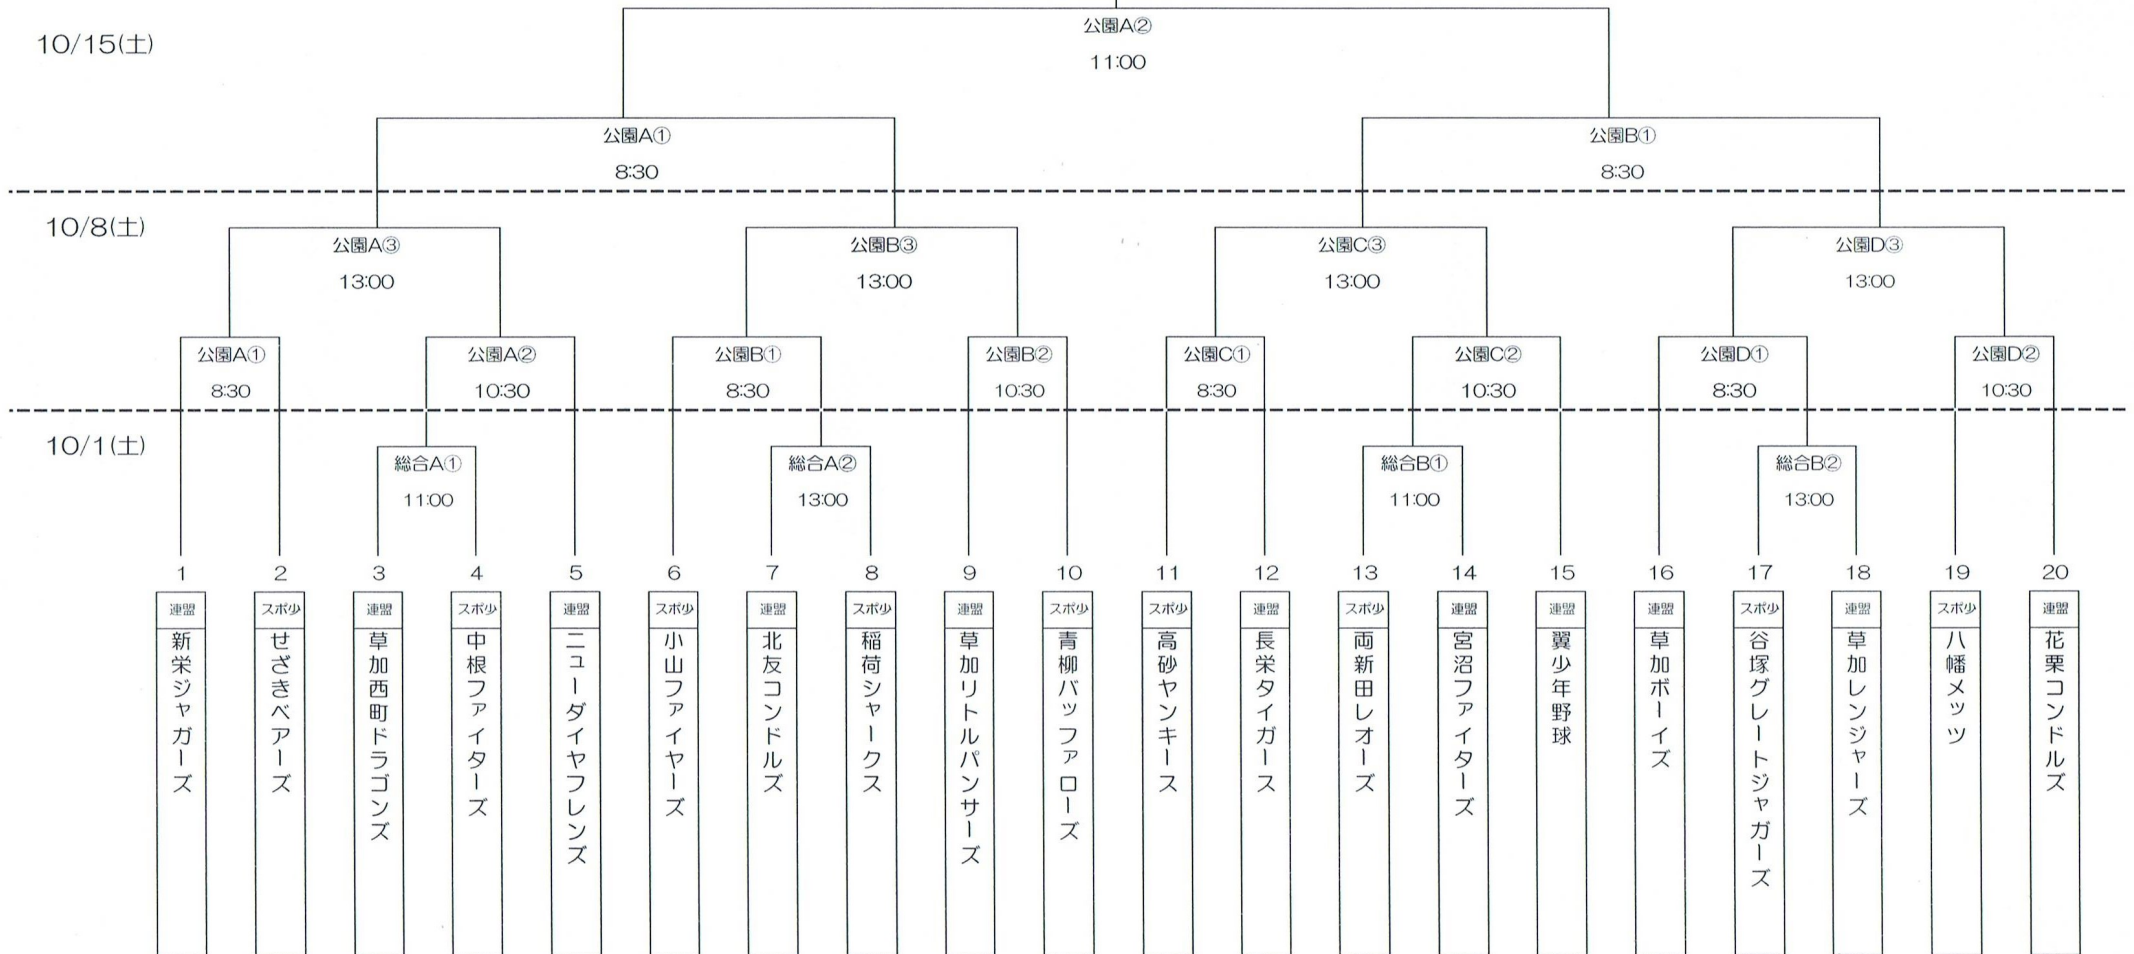 公園A②
10/15(土)
11:00
公園A① 公園B①
8:30 8:30
10/8(土)
公園A③ 公園B③ 公園C③ 公園D③
13:00 13:00 13:00 13:00
公園A① 公園A② 公園B① 公園B② 公園C① 公園C② 公園D① 公園D②
8:30 10:30 8:30 10:30 8:30 10:30 8:30 10:30
10/1(土)
総合A① 総合A② 総合B① 総合B②
11:00 13:00 11:00 13:00
1 2 3 4 5 6 7 8 9 10 11 12 13 14 15 16 17 18 19 20
連盟 スポ少 連盟 スポ少 連盟 スポ少 連盟 スポ少 連盟 スポ少 スポ少 連盟 スポ少 連盟 連盟 連盟 スポ少 連盟 スポ少 連盟
新栄ジャガーズ
せざきベアーズ
草加西町ドラゴンズ
中根ファイターズ
ニューダイヤフレンズ
小山ファイヤーズ
北友コンドルズ
稲荷シャークス
草加リトルパンサーズ
青柳バッファローズ
高砂ヤンキース
長栄タイガース
両新田レオーズ
宮沼ファイターズ
翼少年野球
草加ボーイズ
谷塚グレートジャガーズ
草加レンジャーズ
八幡メッツ
花栗コンドルズ